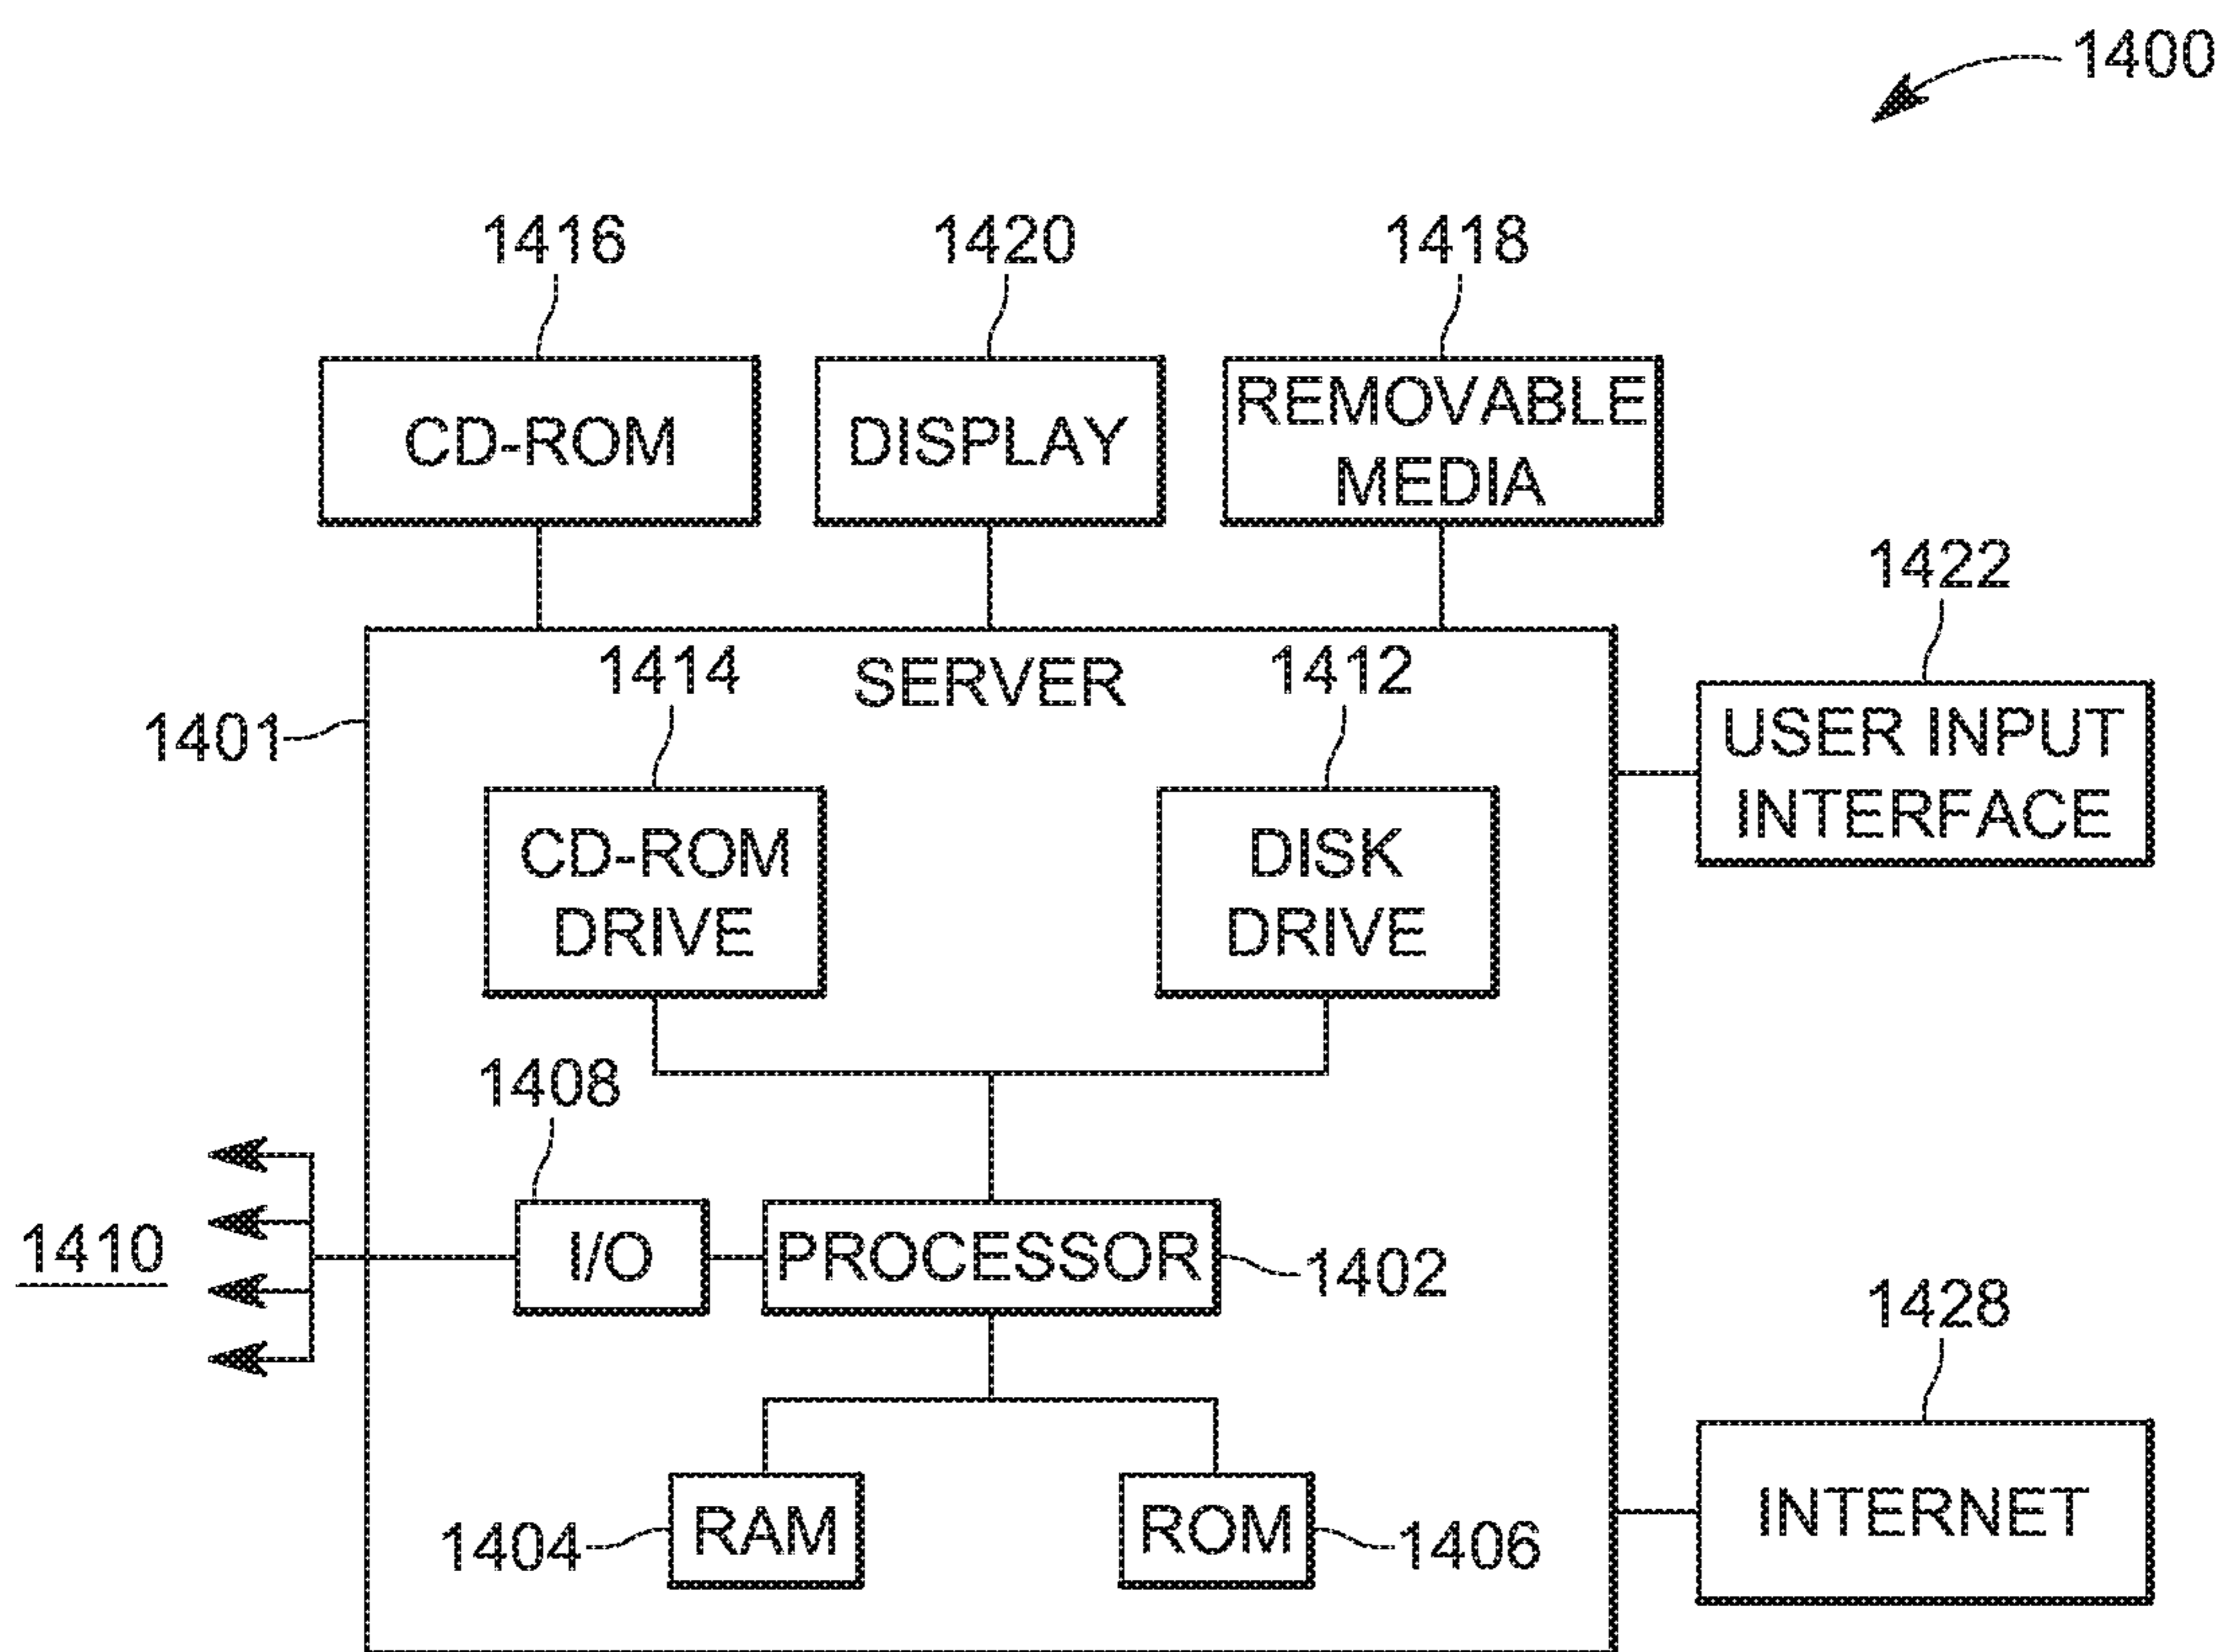 1400
1416
1420
1418
CD-ROM
DISPLAY
REMOVABLE
MEDIA
1422
USER INPUT
INTERFACE
SERVER
1401
1414
1412
CD-ROM
DRIVE
DISK
DRIVE
1408
1410
I/O
PROCESSOR
1402
1428
INTERNET
1404
RAM
ROM
1406